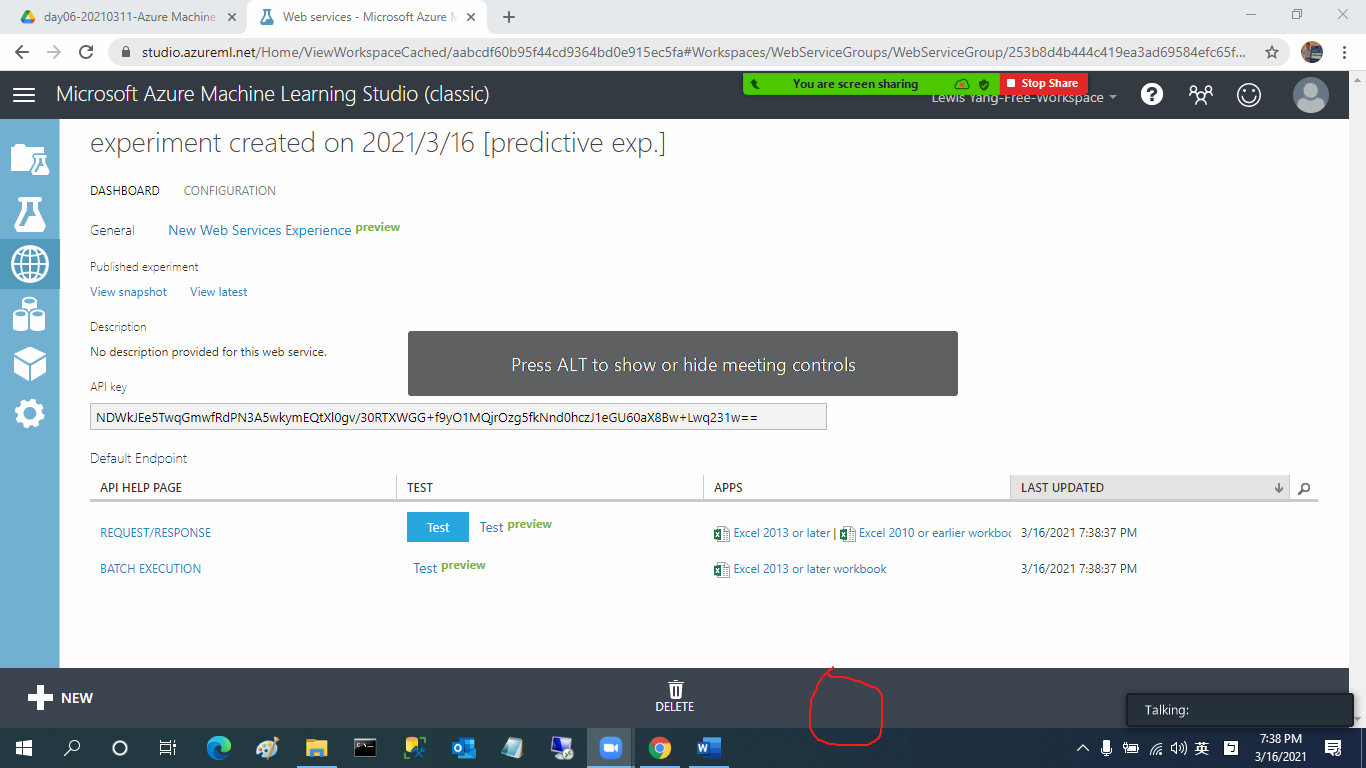 day06-20210311-Azure Machine
Web services - Microsoft Azure M
studio.azureml.net/Home/ViewWorkspaceCached/aabcdf60b95f44cd9364bd0e915ec5fa#Workspaces/WebServiceGroups/WebServiceGroup/253b8d4b444c419ea3ad69584efc65f...
Microsoft Azure Machine Learning Studio (classic)
You are screen sharing
Stop Share
Lewis Yang-Free-Workspace
experiment created on 2021/3/16 [predictive exp.]
DASHBOARD CONFIGURATION
General New Web Services Experience preview
Published experiment
View snapshot View latest
Description
No description provided for this web service.
Press ALT to show or hide meeting controls
API key
NDWkJEe5TwqGmwfRdPN3A5wkymEQtXl0gv/30RTXWGG+f9yO1MQjrOzg5fkNnd0hczJ1eGU60aX8Bw+Lwq231w==
Default Endpoint
API HELP PAGE TEST APPS LAST UPDATED
REQUEST/RESPONSE Test Test preview Excel 2013 or later | Excel 2010 or earlier workboo 3/16/2021 7:38:37 PM
BATCH EXECUTION Test preview Excel 2013 or later workbook 3/16/2021 7:38:37 PM
NEW
DELETE
Talking:
英
7:38 PM
3/16/2021